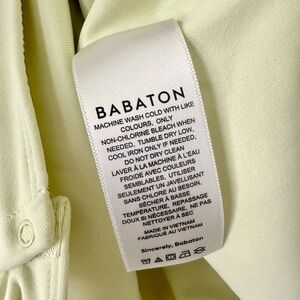 BABATON
MACHINE WASH COLD WITH LIKE
COLOURS, ONLY
NON-CHLORINE BLEACH WHEN
NEEDED, TUMBLE DRY LOW,
COOL IRON ONLY IF NEEDED,
DO NOT DRY CLEAN
LAVER À LA MACHINE À L'EAU
FROIDE AVEC COULEURS
SEMBLABLES, UTILISER
SEULEMENT UN JAVELLISANT
SANS CHLORE AU BESOIN,
SÉCHER À BASSE
TEMPÉRATURE, REPASSAGE
DOUX SI NÉCESSAIRE, NE PAS
NETTOYER À SEC
MADE IN VIETNAM
FABRIQUÉ AU VIETNAM
Sincerely, Babaton